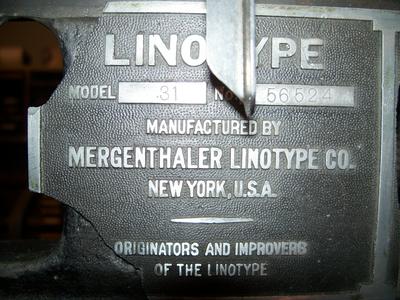 LINOTYPE
MODEL 31 NO. 56524
MANUFACTURED BY
MERGENTHALER LINOTYPE CO.
NEW YORK, U.S.A.
ORIGINATORS AND IMPROVERS
OF THE LINOTYPE